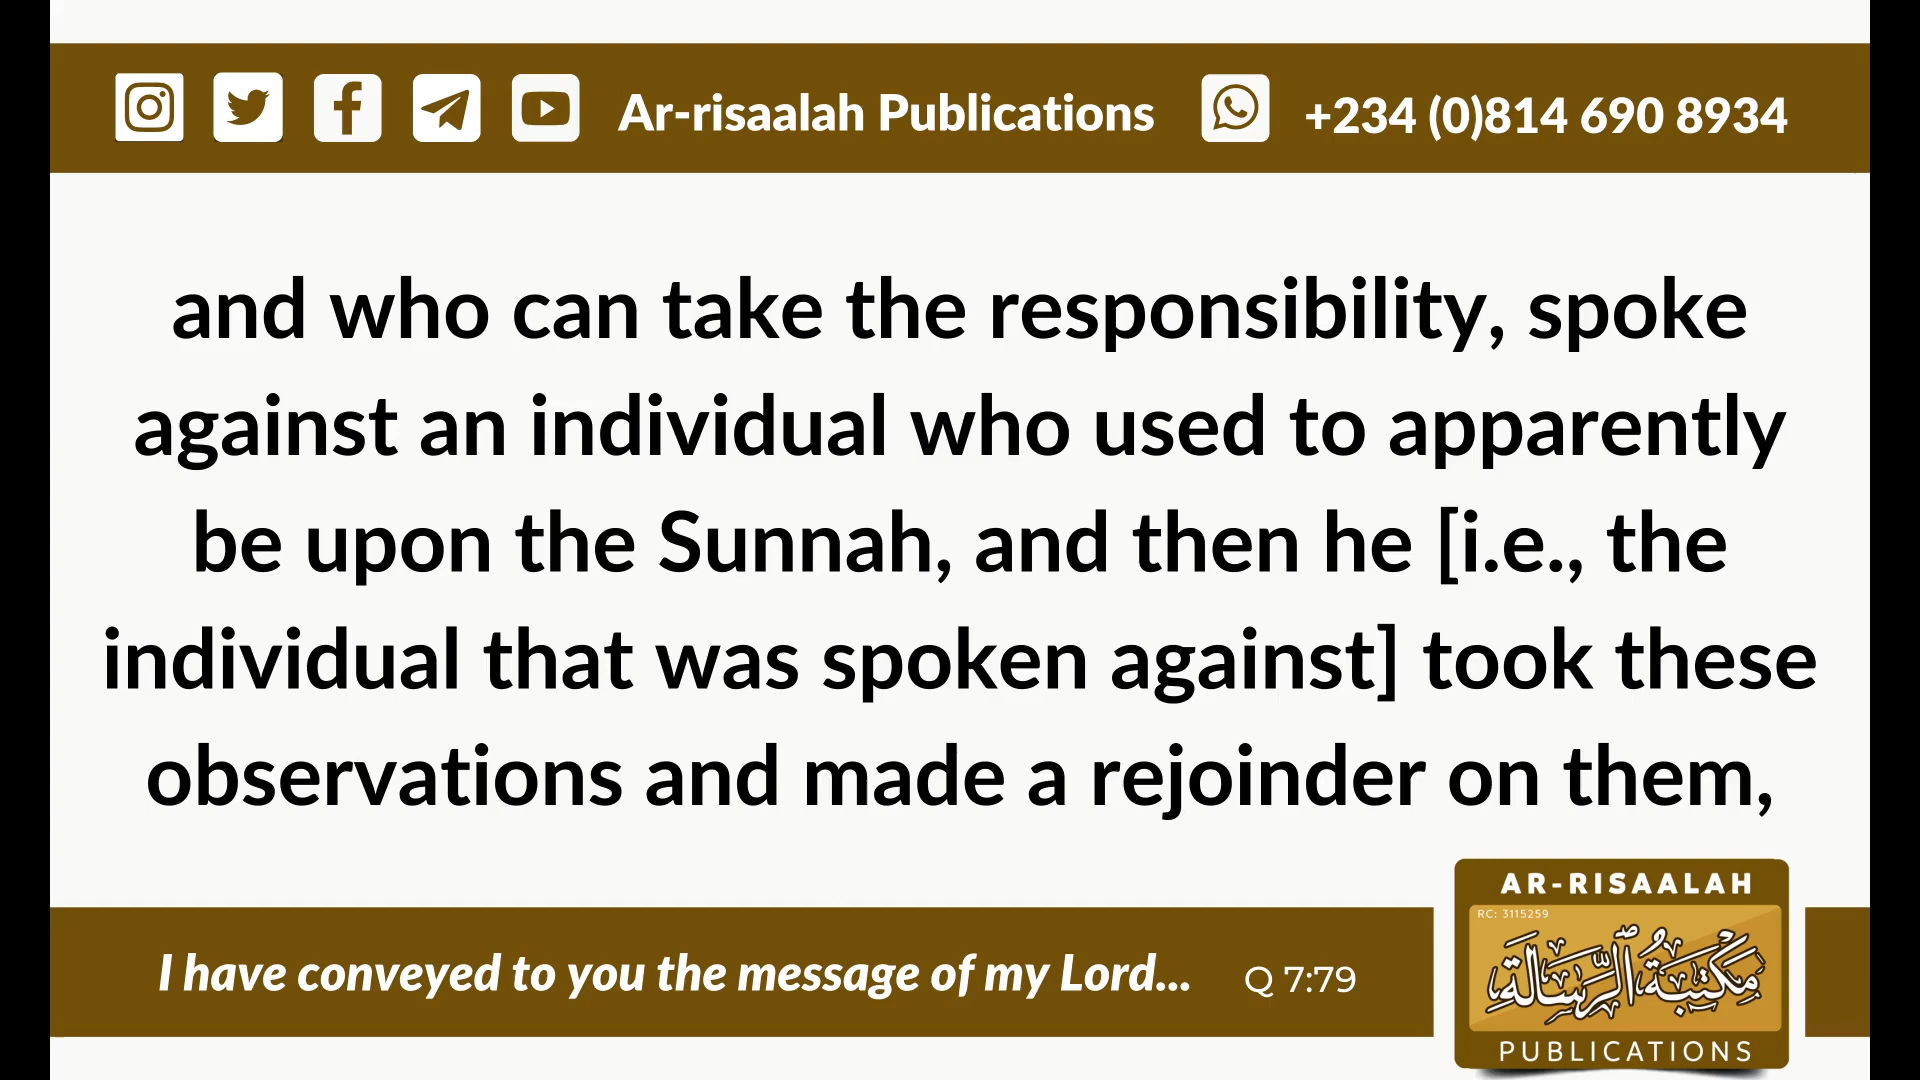 Ar-risaalah Publications +234 (0)814 690 8934
and who can take the responsibility, spoke
against an individual who used to apparently
be upon the Sunnah, and then he [i.e., the
individual that was spoken against] took these
observations and made a rejoinder on them,
I have conveyed to you the message of my Lord... Q 7:79
AR-RISAALAH
RC: 3115259
مَكْتَبَةُ الرِّسَالَةِ
PUBLICATIONS